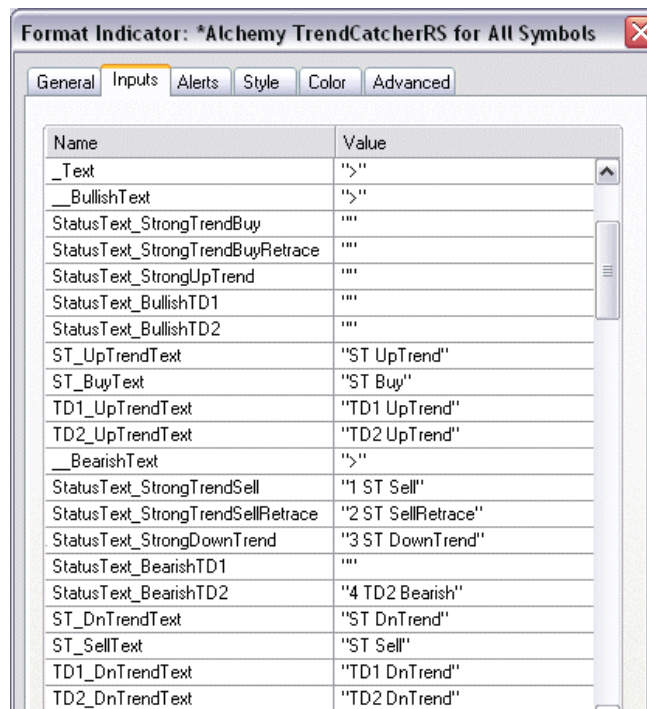 Format Indicator: *Alchemy TrendCatcherRS for All Symbols
General Inputs Alerts Style Color Advanced
Name Value
_Text ">"
__BullishText ">"
StatusText_StrongTrendBuy ""
StatusText_StrongTrendBuyRetrace ""
StatusText_StrongUpTrend ""
StatusText_BullishTD1 ""
StatusText_BullishTD2 ""
ST_UpTrendText "ST UpTrend"
ST_BuyText "ST Buy"
TD1_UpTrendText "TD1 UpTrend"
TD2_UpTrendText "TD2 UpTrend"
__BearishText ">"
StatusText_StrongTrendSell "1 ST Sell"
StatusText_StrongTrendSellRetrace "2 ST SellRetrace"
StatusText_StrongDownTrend "3 ST DownTrend"
StatusText_BearishTD1 ""
StatusText_BearishTD2 "4 TD2 Bearish"
ST_DnTrendText "ST DnTrend"
ST_SellText "ST Sell"
TD1_DnTrendText "TD1 DnTrend"
TD2_DnTrendText "TD2 DnTrend"